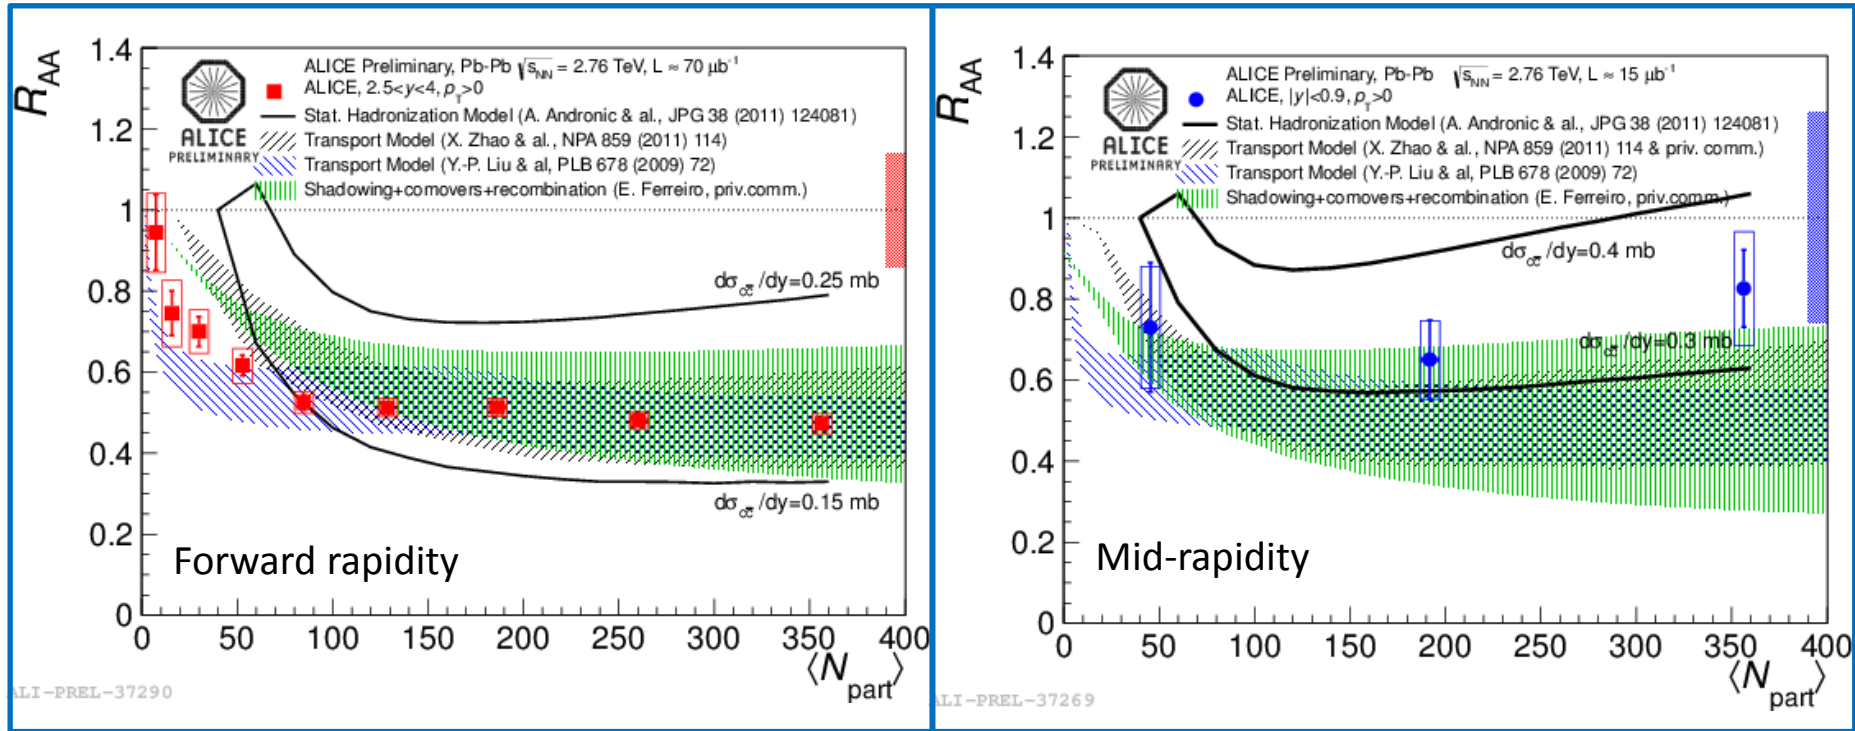 R_AA
1.4
1.2
1
0.8
0.6
0.4
0.2
0
ALICE
PRELIMINARY
ALICE Preliminary, Pb-Pb √s_NN = 2.76 TeV, L ≈ 70 μb⁻¹
ALICE, 2.5<y<4, p_T>0
Stat. Hadronization Model (A. Andronic & al., JPG 38 (2011) 124081)
Transport Model (X. Zhao & al., NPA 859 (2011) 114)
Transport Model (Y.-P. Liu & al, PLB 678 (2009) 72)
Shadowing+comovers+recombination (E. Ferreiro, priv.comm.)
dσ_cc̅ /dy=0.25 mb
dσ_cc̅ /dy=0.15 mb
Forward rapidity
0 50 100 150 200 250 300 350 400
⟨N_part⟩
ALI-PREL-37290
R_AA
1.4
1.2
1
0.8
0.6
0.4
0.2
0
ALICE
PRELIMINARY
ALICE Preliminary, Pb-Pb √s_NN = 2.76 TeV, L ≈ 15 μb⁻¹
ALICE, |y|<0.9, p_T>0
Stat. Hadronization Model (A. Andronic & al., JPG 38 (2011) 124081)
Transport Model (X. Zhao & al., NPA 859 (2011) 114 & priv. comm.)
Transport Model (Y.-P. Liu & al, PLB 678 (2009) 72)
Shadowing+comovers+recombination (E. Ferreiro, priv.comm.)
dσ_cc̅ /dy=0.4 mb
dσ_cc̅ /dy=0.3 mb
Mid-rapidity
0 50 100 150 200 250 300 350 400
⟨N_part⟩
ALI-PREL-37269